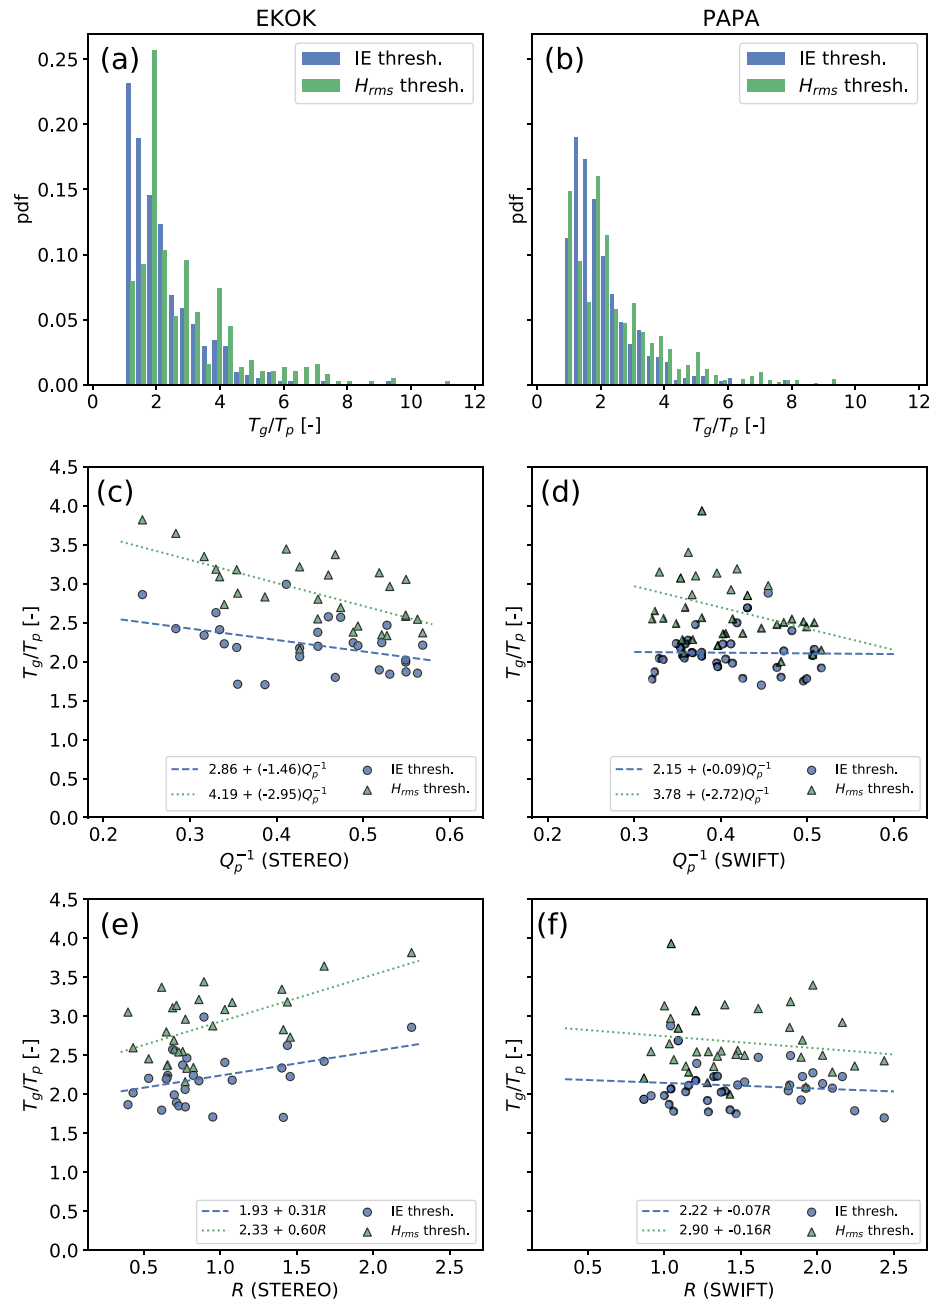 EKOK
PAPA
(a)
IE thresh.
H_rms thresh.
0.25
0.20
0.15
0.10
0.05
0.00
pdf
0 2 4 6 8 10 12
T_g/T_p [-]
(b)
IE thresh.
H_rms thresh.
pdf
0 2 4 6 8 10 12
T_g/T_p [-]
(c)
4.5
4.0
3.5
3.0
2.5
2.0
1.5
1.0
0.5
0.0
T_g/T_p [-]
2.86 + (-1.46)Q_p^{-1}
4.19 + (-2.95)Q_p^{-1}
IE thresh.
H_rms thresh.
0.2 0.3 0.4 0.5 0.6
Q_p^{-1} (STEREO)
(d)
T_g/T_p [-]
2.15 + (-0.09)Q_p^{-1}
3.78 + (-2.72)Q_p^{-1}
IE thresh.
H_rms thresh.
0.2 0.3 0.4 0.5 0.6
Q_p^{-1} (SWIFT)
(e)
4.5
4.0
3.5
3.0
2.5
2.0
1.5
1.0
0.5
0.0
T_g/T_p [-]
1.93 + 0.31R
2.33 + 0.60R
IE thresh.
H_rms thresh.
0.5 1.0 1.5 2.0 2.5
R (STEREO)
(f)
T_g/T_p [-]
2.22 + -0.07R
2.90 + -0.16R
IE thresh.
H_rms thresh.
0.5 1.0 1.5 2.0 2.5
R (SWIFT)